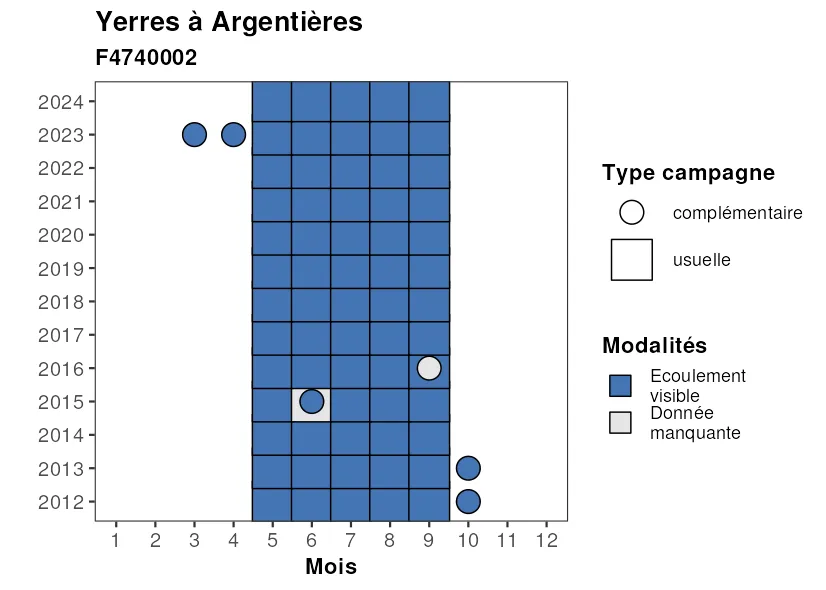 Yerres à Argentières
F4740002
2024
2023
2022
2021
2020
2019
2018
2017
2016
2015
2014
2013
2012
1 2 3 4 5 6 7 8 9 10 11 12
Mois
Type campagne
complémentaire
usuelle
Modalités
Ecoulement
visible
Donnée
manquante